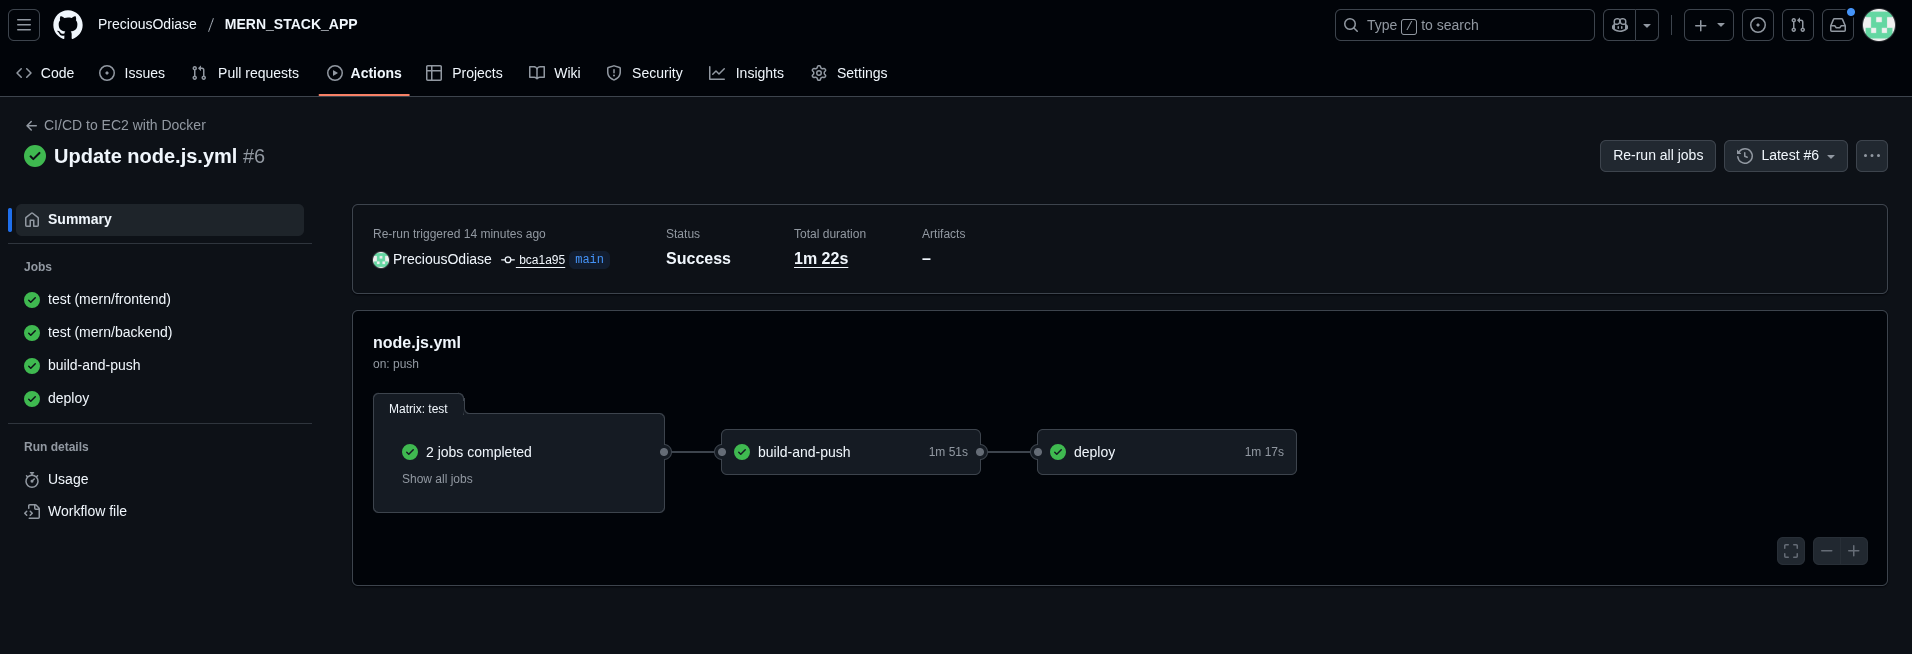 PreciousOdiase / MERN_STACK_APP
Type / to search
Code Issues Pull requests Actions Projects Wiki Security Insights Settings
CI/CD to EC2 with Docker
Update node.js.yml #6
Re-run all jobs Latest #6
Summary
Jobs
test (mern/frontend)
test (mern/backend)
build-and-push
deploy
Run details
Usage
Workflow file
Re-run triggered 14 minutes ago Status Total duration Artifacts
PreciousOdiase bca1a95 main Success 1m 22s –
node.js.yml
on: push
Matrix: test
2 jobs completed
Show all jobs
build-and-push 1m 51s
deploy 1m 17s